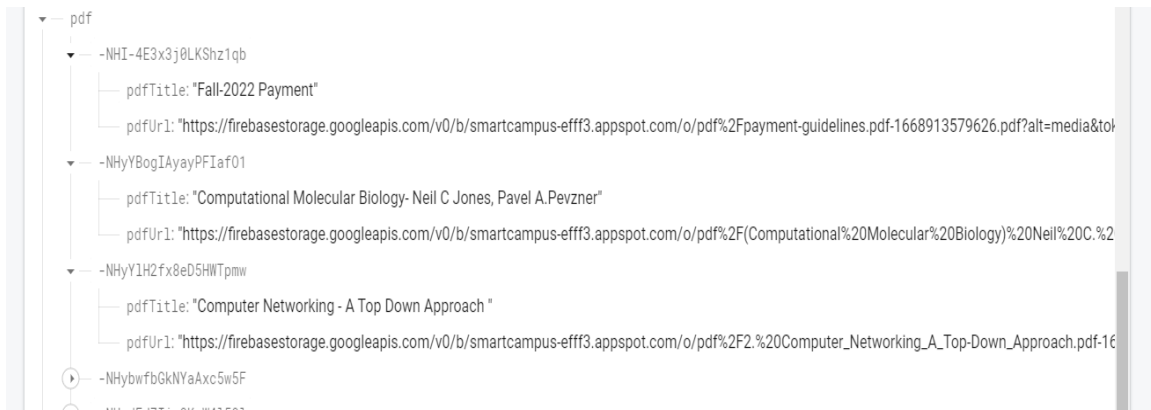 pdf
-NHI-4E3x3j0LKShz1qb
pdfTitle: "Fall-2022 Payment"
pdfUrl: "https://firebasestorage.googleapis.com/v0/b/smartcampus-efff3.appspot.com/o/pdf%2Fpayment-guidelines.pdf-1668913579626.pdf?alt=media&tok
-NHyYBogIAyayPFIafO1
pdfTitle: "Computational Molecular Biology- Neil C Jones, Pavel A.Pevzner"
pdfUrl: "https://firebasestorage.googleapis.com/v0/b/smartcampus-efff3.appspot.com/o/pdf%2F(Computational%20Molecular%20Biology)%20Neil%20C.%2
-NHyYlH2fx8eD5HWTpmw
pdfTitle: "Computer Networking - A Top Down Approach "
pdfUrl: "https://firebasestorage.googleapis.com/v0/b/smartcampus-efff3.appspot.com/o/pdf%2F2.%20Computer_Networking_A_Top-Down_Approach.pdf-16
-NHybwfbGkNYaAxc5w5F